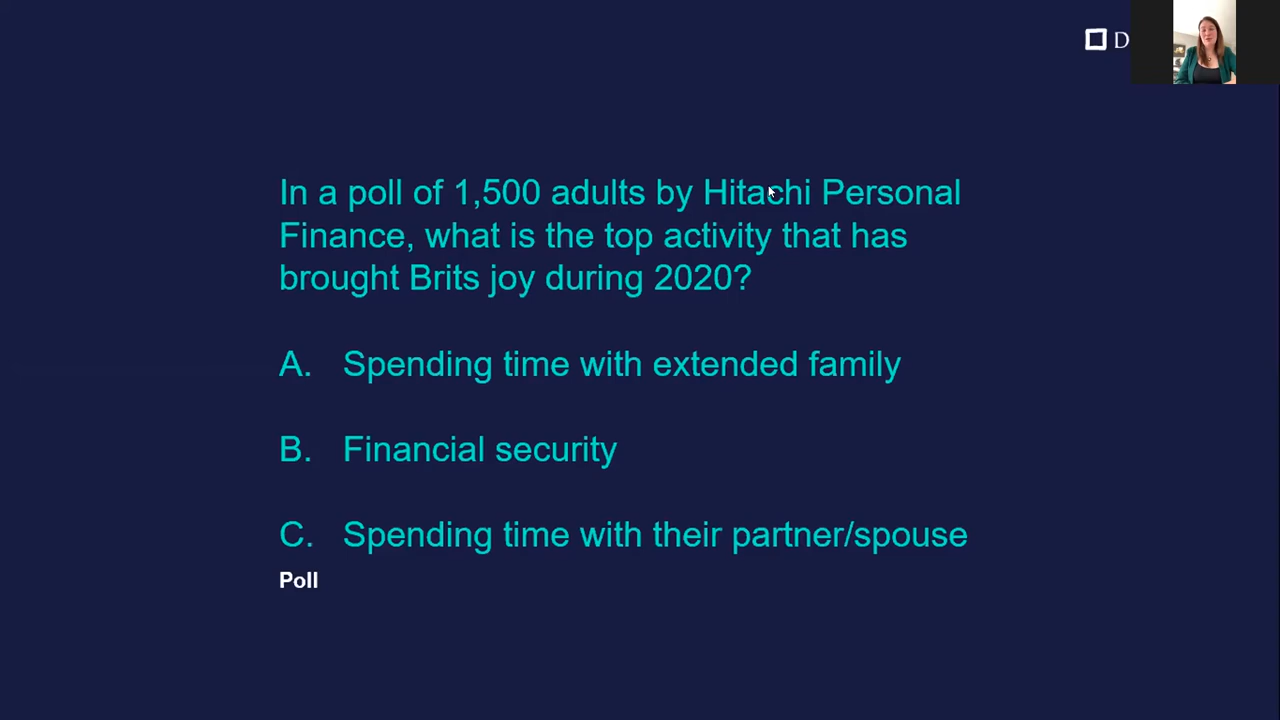 D
In a poll of 1,500 adults by Hitachi Personal
Finance, what is the top activity that has
brought Brits joy during 2020?
A. Spending time with extended family
B. Financial security
C. Spending time with their partner/spouse
Poll